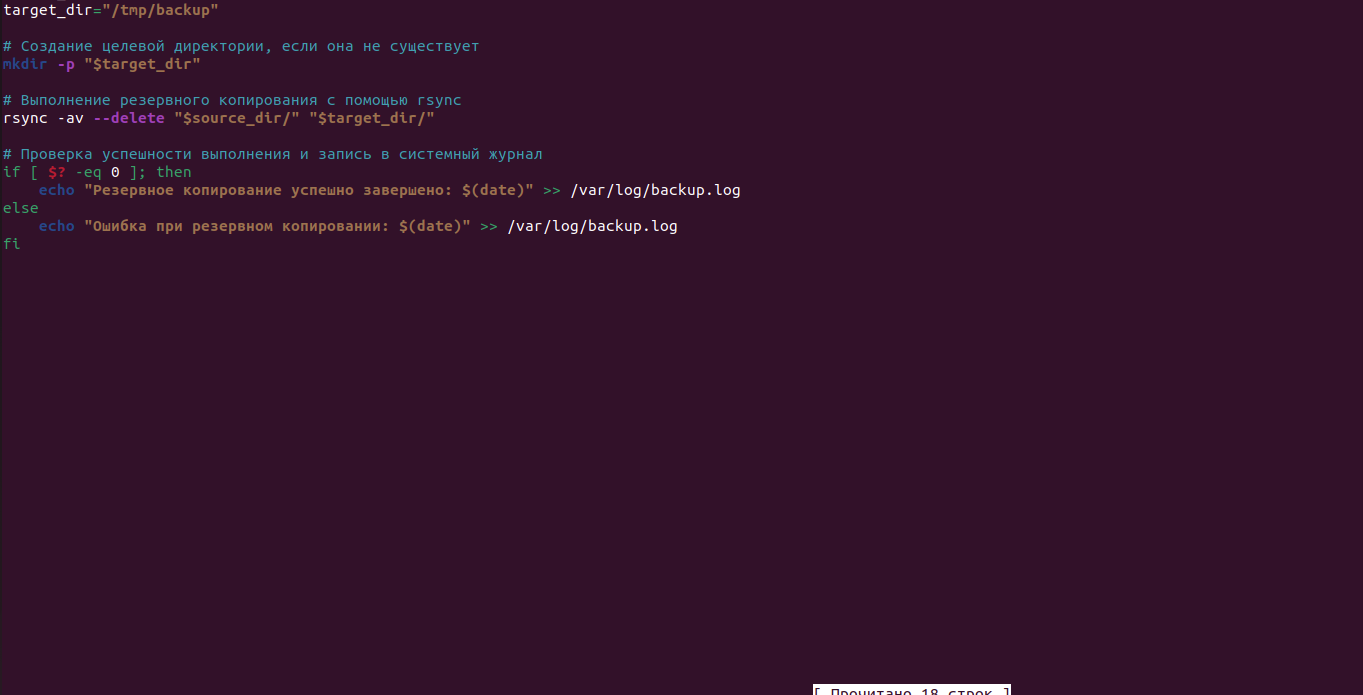 target_dir="/tmp/backup"
# Создание целевой директории, если она не существует
mkdir -p "$target_dir"
# Выполнение резервного копирования с помощью rsync
rsync -av --delete "$source_dir/" "$target_dir/"
# Проверка успешности выполнения и запись в системный журнал
if [ $? -eq 0 ]; then
    echo "Резервное копирование успешно завершено: $(date)" >> /var/log/backup.log
else
    echo "Ошибка при резервном копировании: $(date)" >> /var/log/backup.log
fi
[ Прочитано 18 строк ]